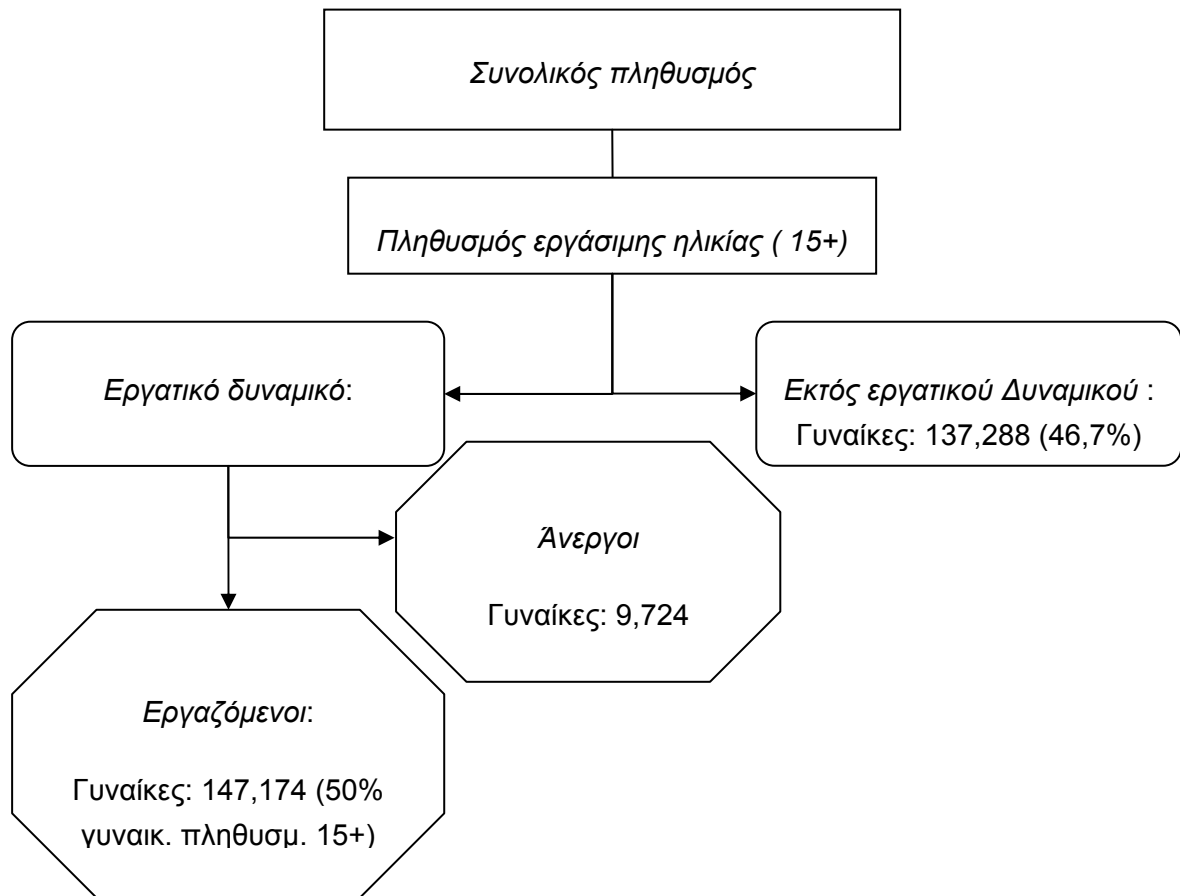 Συνολικός πληθυσμός
Πληθυσμός εργάσιμης ηλικίας ( 15+)
Εργατικό δυναμικό:
Εκτός εργατικού Δυναμικού :
Γυναίκες: 137,288 (46,7%)
Άνεργοι
Γυναίκες: 9,724
Εργαζόμενοι:
Γυναίκες: 147,174 (50%
γυναικ. πληθυσμ. 15+)